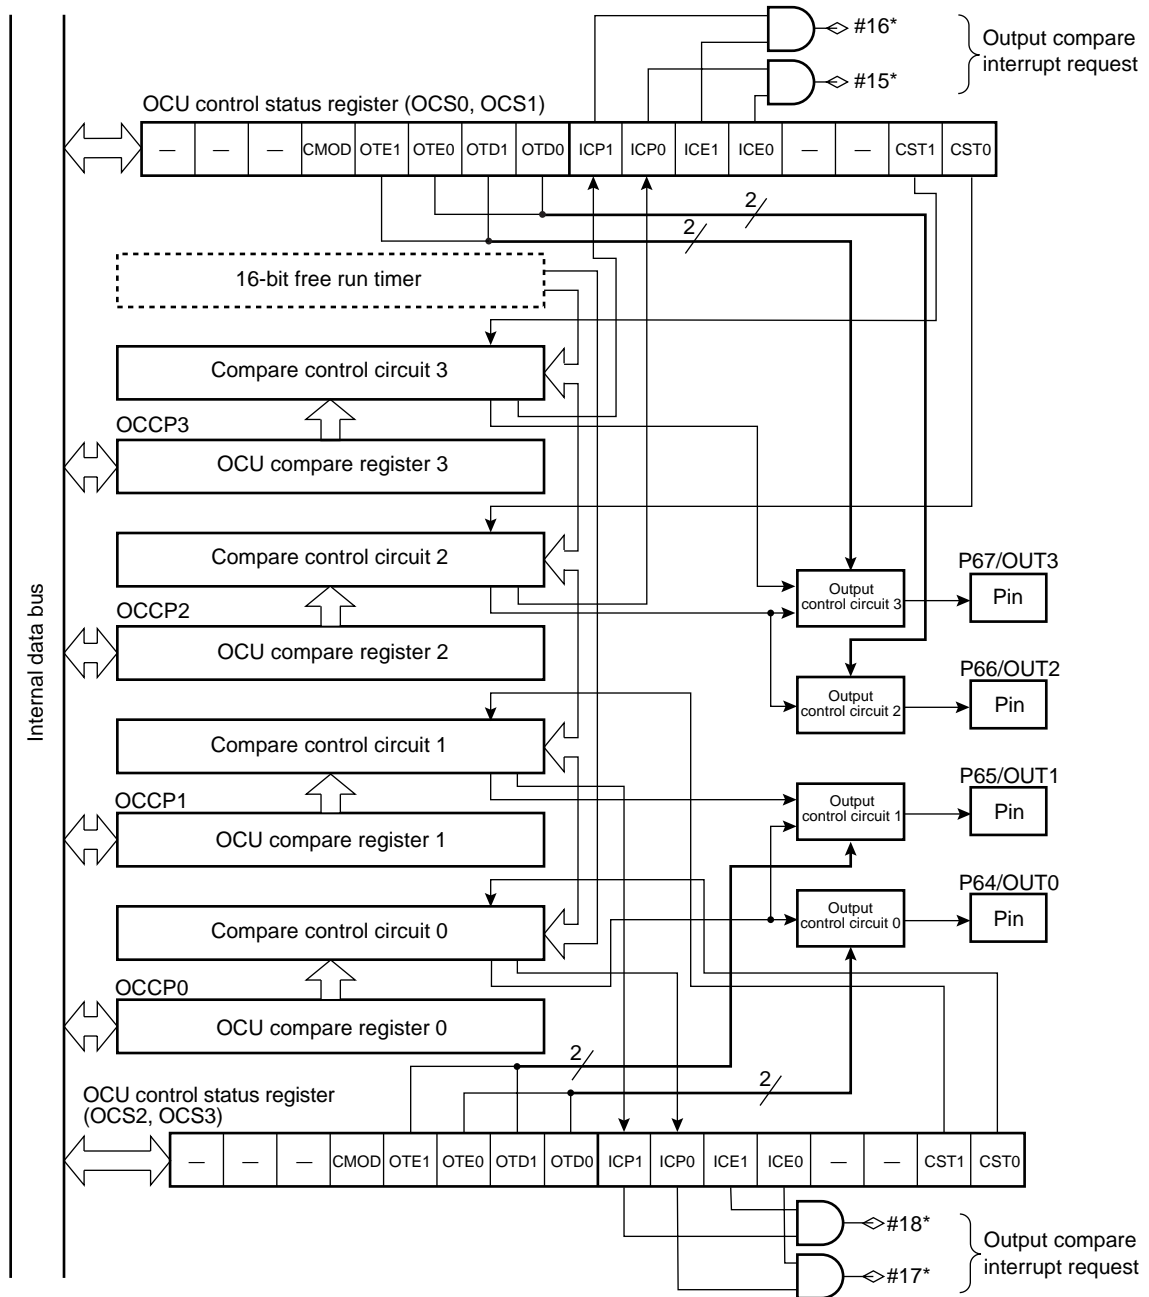 #16*
Output compare
interrupt request
#15*
OCU control status register (OCS0, OCS1)
— — — CMOD OTE1 OTE0 OTD1 OTD0 ICP1 ICP0 ICE1 ICE0 — — CST1 CST0
2
2
16-bit free run timer
Compare control circuit 3
OCCP3
OCU compare register 3
Compare control circuit 2
OCCP2
OCU compare register 2
Compare control circuit 1
OCCP1
OCU compare register 1
Compare control circuit 0
OCCP0
OCU compare register 0
Internal data bus
Output
control circuit 3
P67/OUT3
Pin
Output
control circuit 2
P66/OUT2
Pin
Output
control circuit 1
P65/OUT1
Pin
Output
control circuit 0
P64/OUT0
Pin
2
2
OCU control status register
(OCS2, OCS3)
— — — CMOD OTE1 OTE0 OTD1 OTD0 ICP1 ICP0 ICE1 ICE0 — — CST1 CST0
#18*
Output compare
interrupt request
#17*